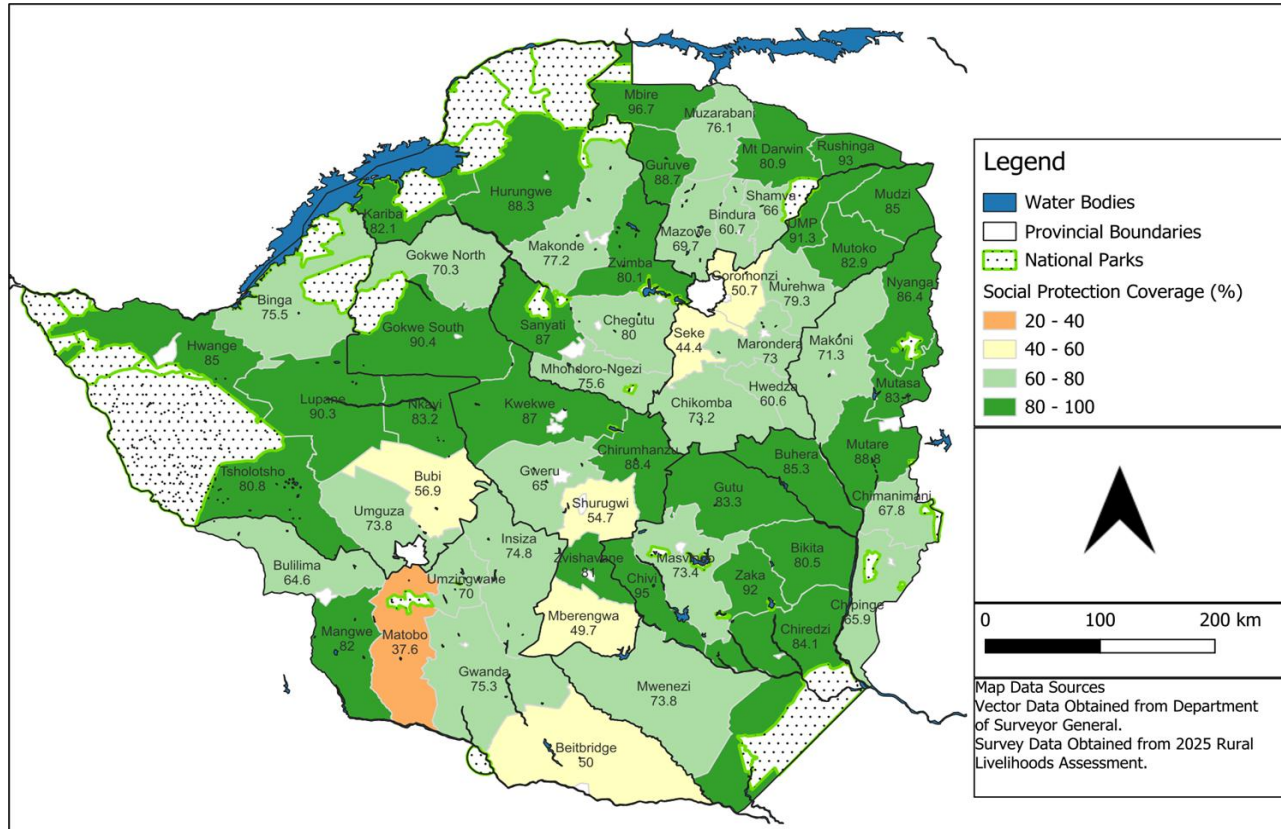 Mbire
96.7
Muzarabani
76.1
Mt Darwin
80.9
Rushinga
93
Guruve
88.7
Hurungwe
88.3
Kariba
82.1
Shamva
66
Bindura
60.7
Mazowe
69.7
UMP
91.3
Mudzi
85
Mutoko
82.9
Makonde
77.2
Zvimba
80.1
Gokwe North
70.3
Goromonzi
50.7
Murehwa
79.3
Nyanga
86.4
Binga
75.5
Hwange
85
Gokwe South
90.4
Sanyati
87
Chegutu
80
Seke
44.4
Marondera
73
Makoni
71.3
Mhondoro-Ngezi
75.6
Hwedza
60.6
Mutasa
Chikomba
73.2
Lupane
90.3
Nkayi
83.2
Kwekwe
87
Chirumhanzu
88.4
Buhera
85.3
Mutare
88.8
Tsholotsho
80.8
Bubi
56.9
Gweru
65
Shurugwi
54.7
Gutu
83.3
Chimanimani
67.8
Umguza
73.8
Insiza
74.8
Zvishavane
81
Chivi
95
Masvingo
73.4
Zaka
92
Bikita
80.5
Bulilima
64.6
Umzingwane
70
Mberengwa
49.7
Chipinge
65.9
Mangwe
82
Matobo
37.6
Chiredzi
84.1
Gwanda
75.3
Mwenezi
73.8
Beitbridge
50
Legend
Water Bodies
Provincial Boundaries
National Parks
Social Protection Coverage (%)
20 - 40
40 - 60
60 - 80
80 - 100
0 100 200 km
Map Data Sources
Vector Data Obtained from Department
of Surveyor General.
Survey Data Obtained from 2025 Rural
Livelihoods Assessment.